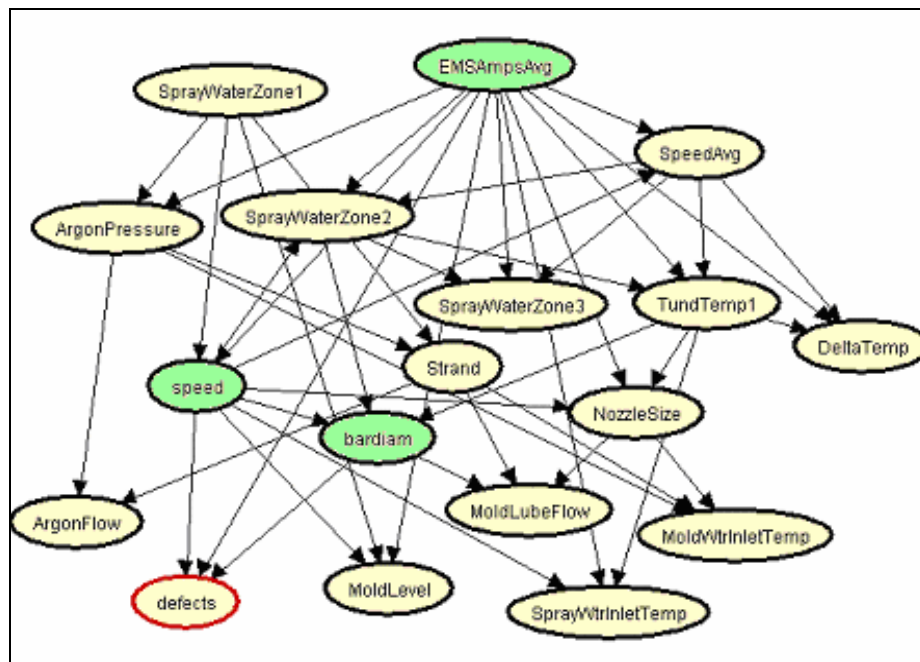 EMSAmpsAvg
SprayWaterZone1
SpeedAvg
SprayWaterZone2
ArgonPressure
SprayWaterZone3
TundTemp1
DeltaTemp
Strand
speed
NozzleSize
bardiam
MoldLubeFlow
ArgonFlow
MoldWtrInletTemp
MoldLevel
defects
SprayWtrInletTemp